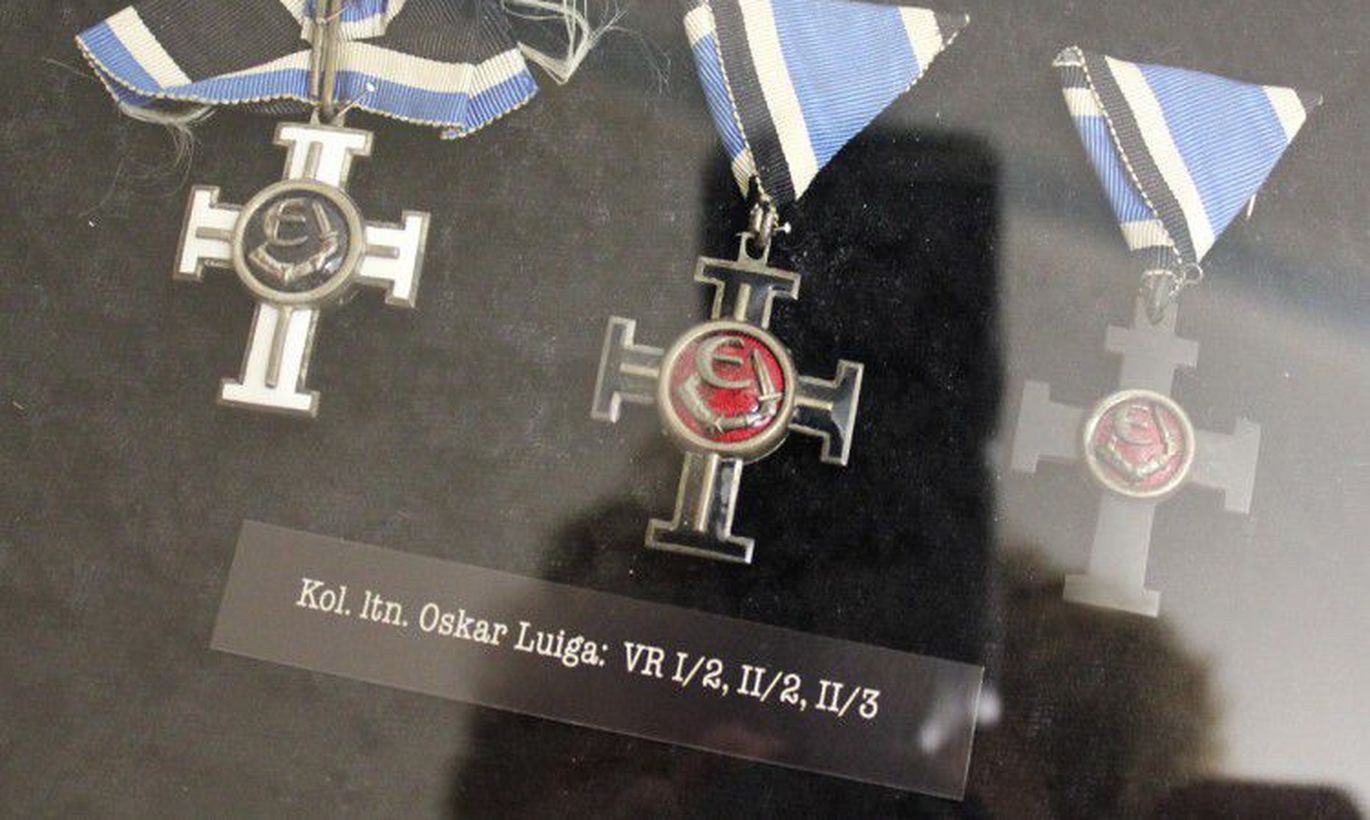 Kol. ltn. Oskar Luiga: VR I/2, II/2, II/3